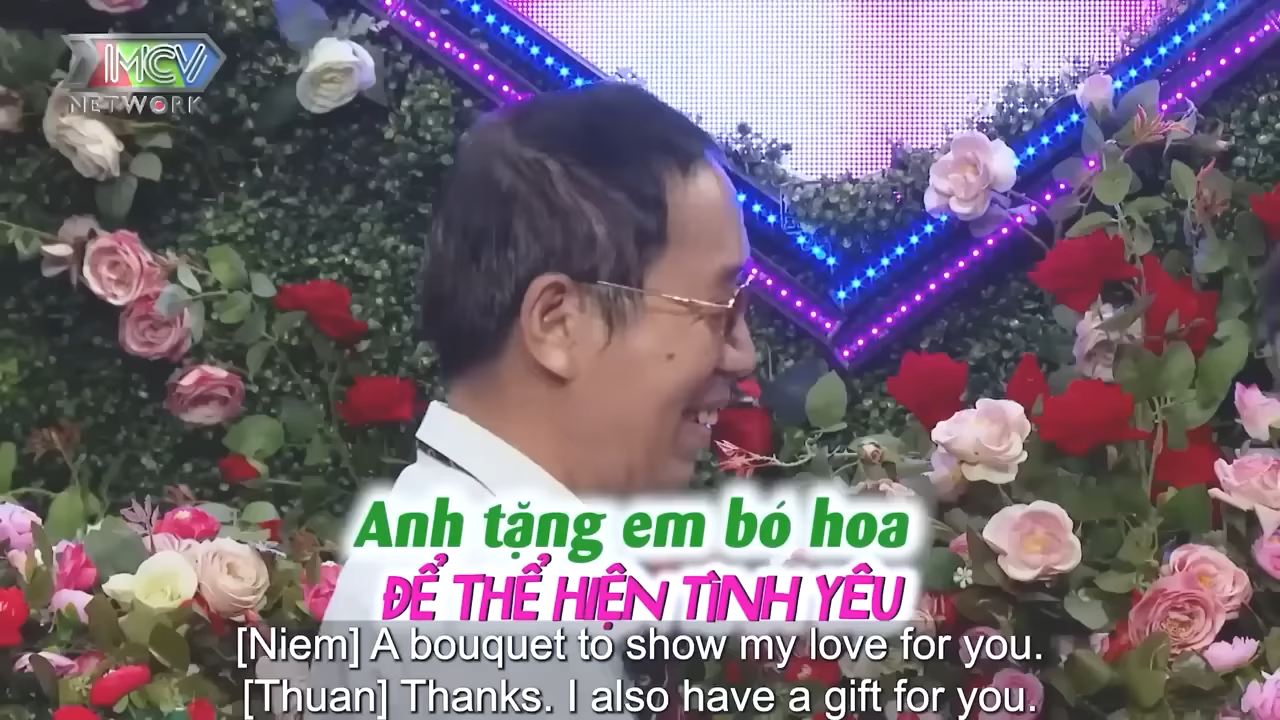 MCV
NETWORK
Anh tặng em bó hoa
ĐỂ THỂ HIỆN TÌNH YÊU
[Niem] A bouquet to show my love for you.
[Thuan] Thanks. I also have a gift for you.